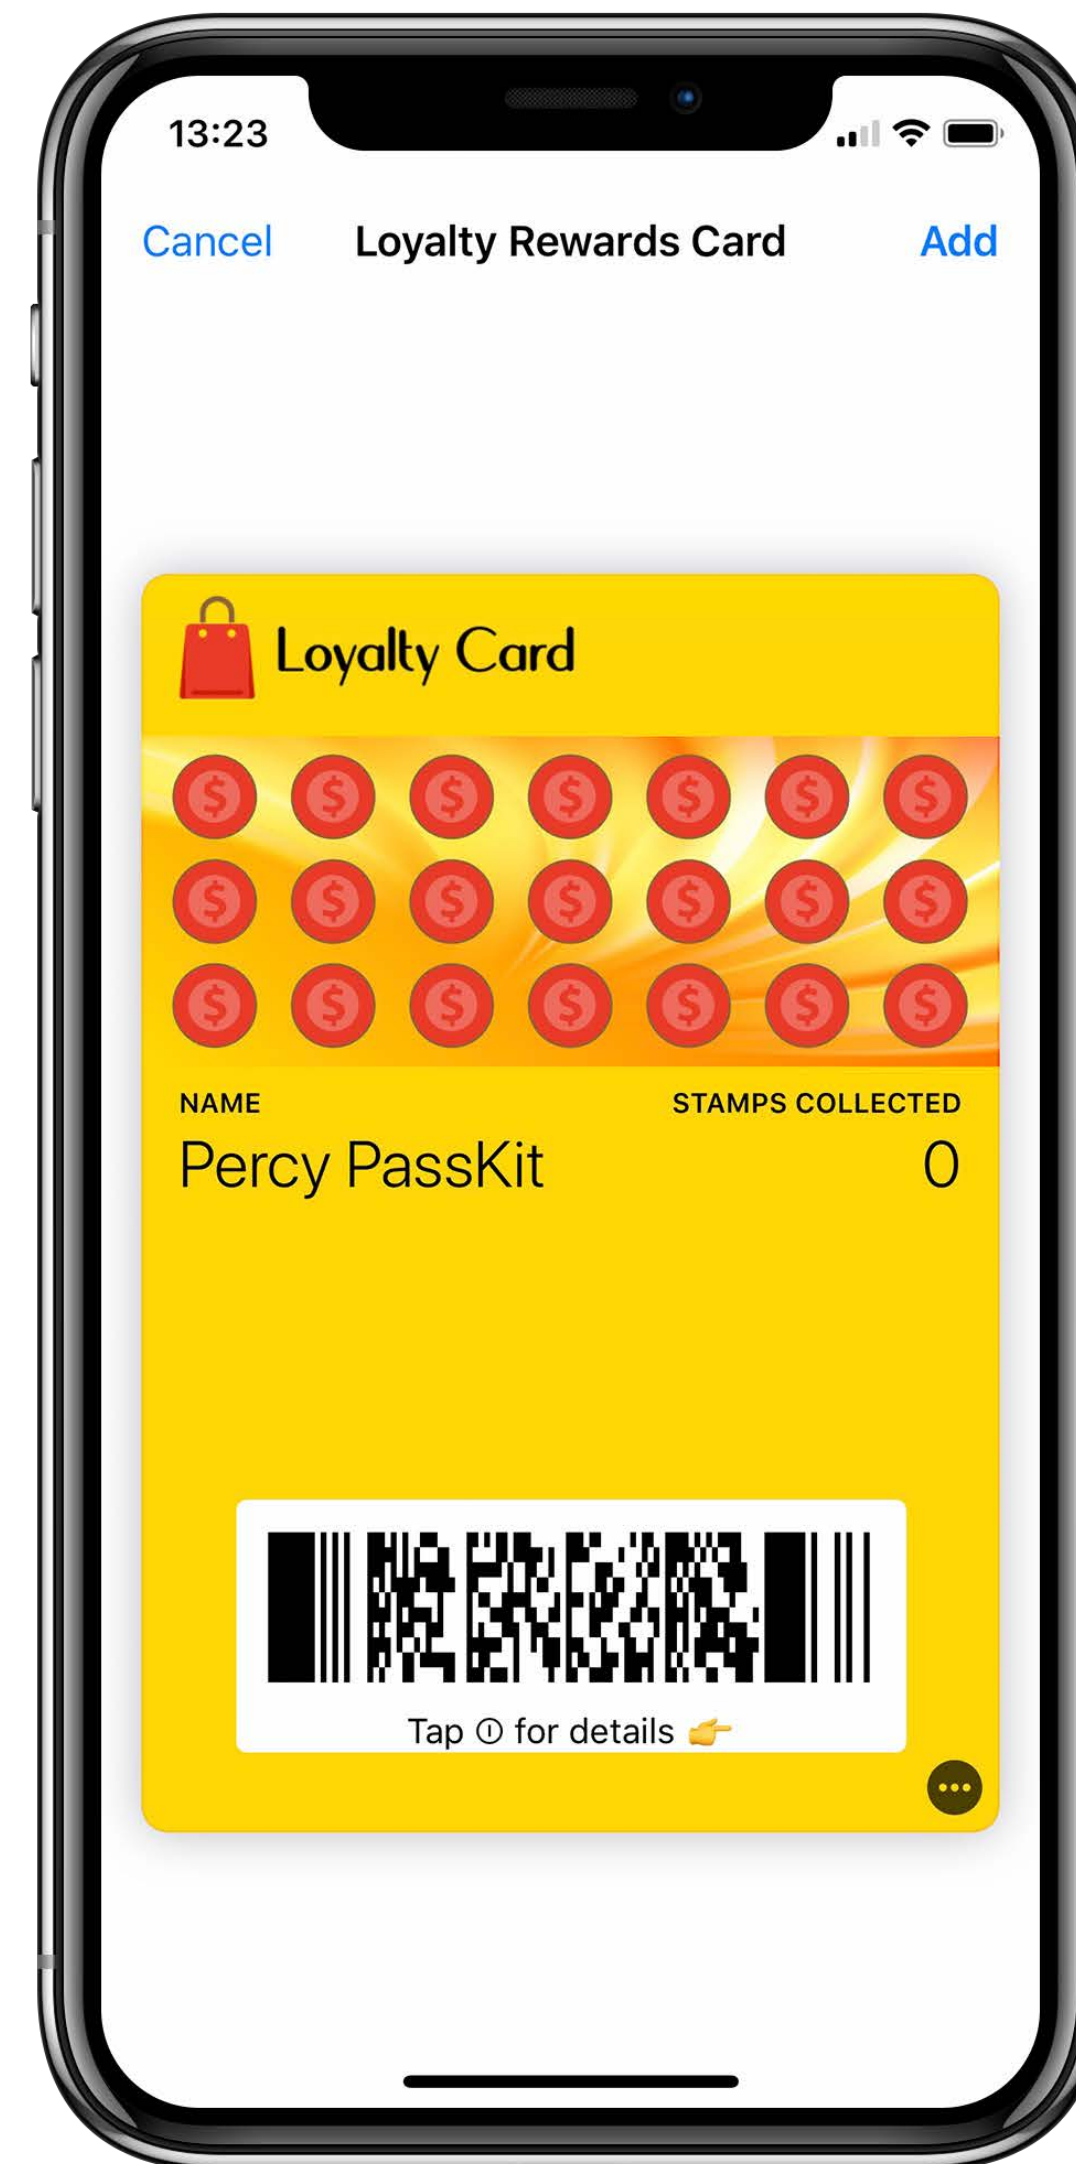 13:23
Cancel Loyalty Rewards Card Add
Loyalty Card
$ $ $ $ $ $ $
$ $ $ $ $ $ $
$ $ $ $ $ $ $
NAME STAMPS COLLECTED
Percy PassKit 0
Tap ⓘ for details 👉